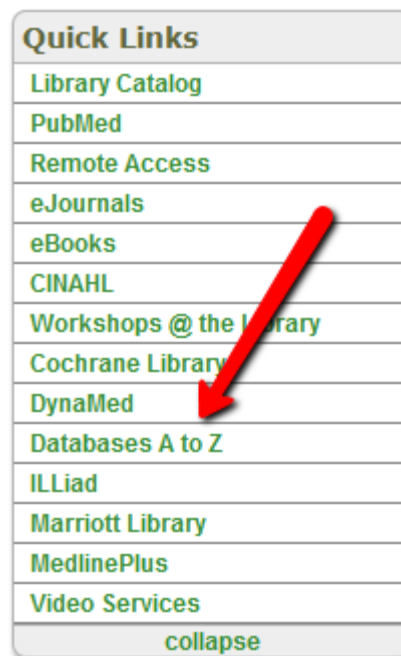 Quick Links
Library Catalog
PubMed
Remote Access
eJournals
eBooks
CINAHL
Workshops @ the Library
Cochrane Library
DynaMed
Databases A to Z
ILLiad
Marriott Library
MedlinePlus
Video Services
collapse